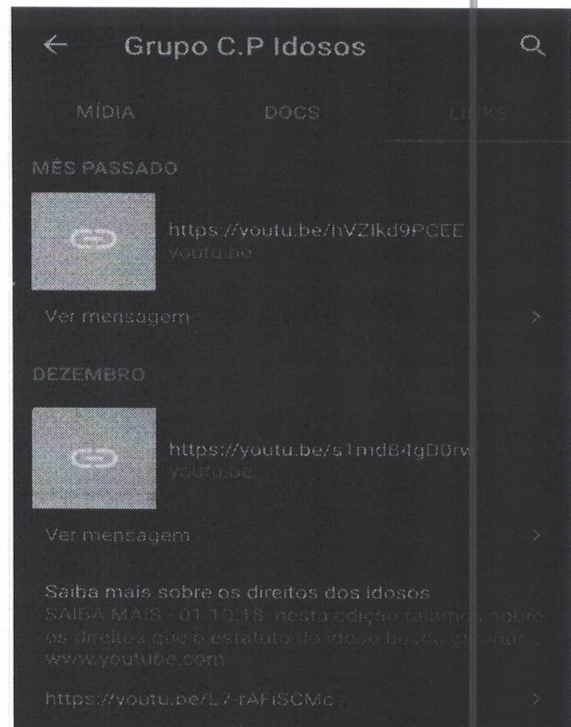 Grupo C.P Idosos
MÍDIA DOCS LINKS
MÊS PASSADO
https://youtu.be/hVZIkd9PCEE
youtu.be
Ver mensagem
DEZEMBRO
https://youtu.be/s1mdB4gD0rw
youtu.be
Ver mensagem
Saiba mais sobre os direitos dos idosos
SAIBA MAIS - 01.10.18 nesta edição falamos sobre
os direitos que o estatuto do idoso busca garantir...
www.youtube.com
https://youtu.be/L7-rAFiSCMc